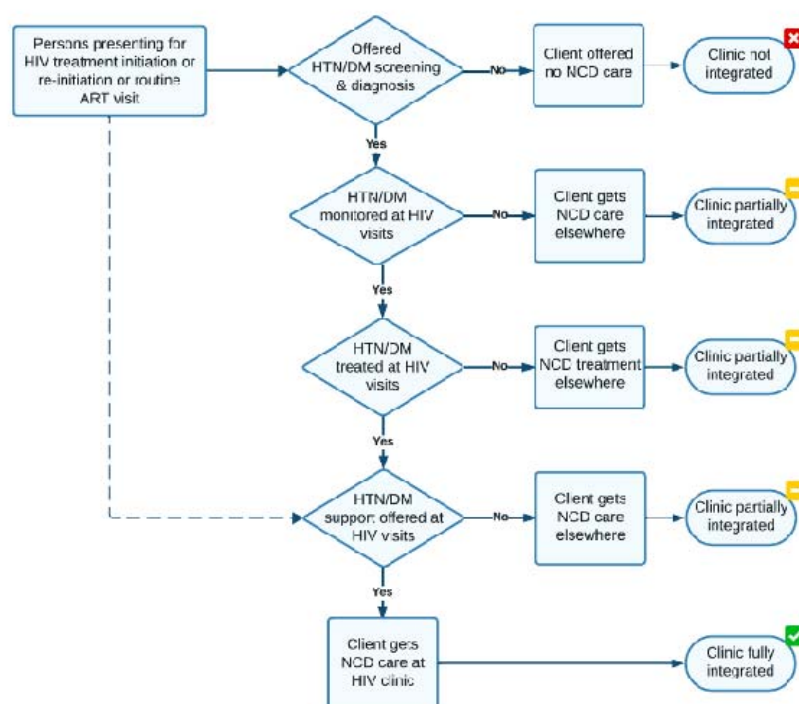 Persons presenting for
HIV treatment initiation or
re-initiation or routine
ART visit
Offered
HTN/DM screening
& diagnosis
No
Client offered
no NCD care
Clinic not
integrated
Yes
HTN/DM
monitored at HIV
visits
No
Client gets
NCD care
elsewhere
Clinic partially
integrated
Yes
HTN/DM
treated at HIV
visits
No
Client gets
NCD treatment
elsewhere
Clinic partially
integrated
Yes
HTN/DM
support offered at
HIV visits
No
Client gets
NCD care
elsewhere
Clinic partially
integrated
Yes
Client gets
NCD care at
HIV clinic
Clinic fully
integrated